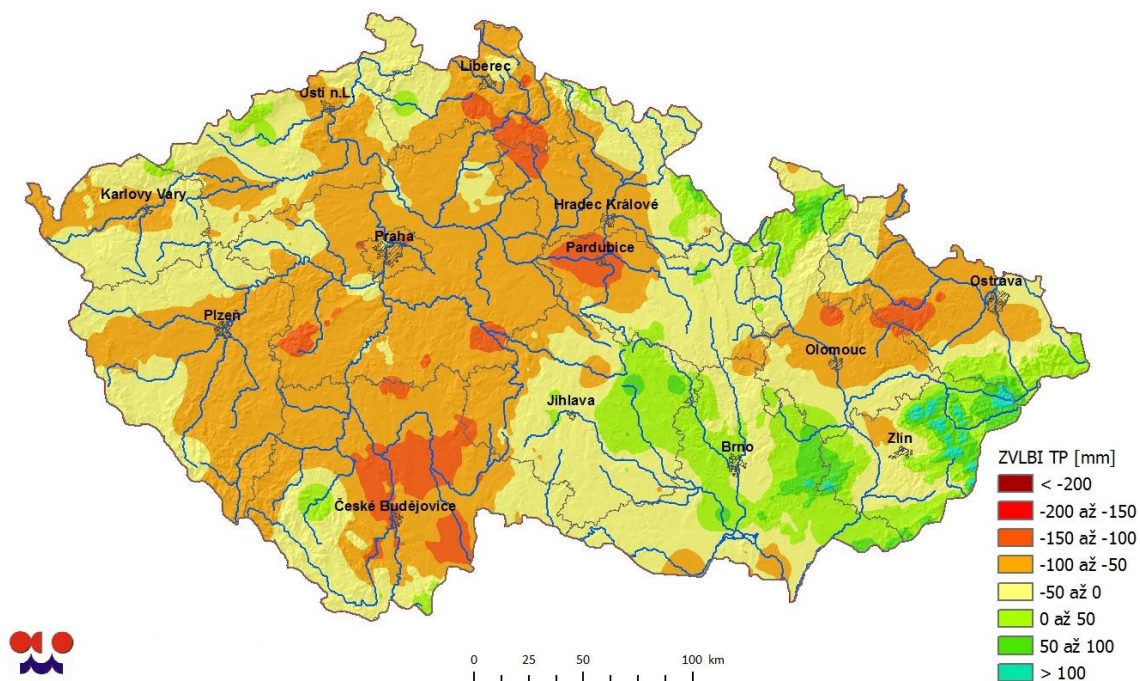 Liberec
Ústí n.L.
Karlovy Vary
Hradec Králové
Praha
Pardubice
Ostrava
Plzeň
Olomouc
Jihlava
Zlín
Brno
České Budějovice
ZVLBI TP [mm]
< -200
-200 až -150
-150 až -100
-100 až -50
-50 až 0
0 až 50
50 až 100
> 100
0 25 50 100 km